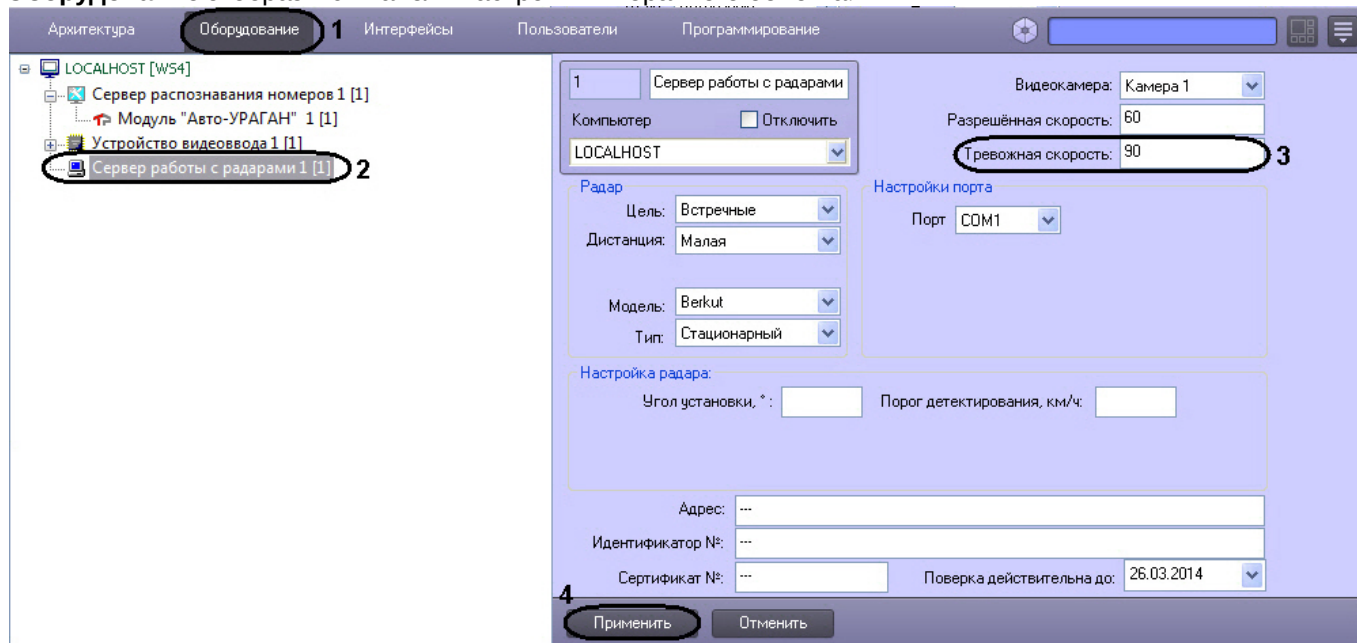 Архитектура Оборудование 1 Интерфейсы Пользователи Программирование
LOCALHOST [WS4]
Сервер распознавания номеров 1 [1]
Модуль "Авто-УРАГАН" 1 [1]
Устройство видеоввода 1 [1]
Сервер работы с радарами 1 [1] 2
1 Сервер работы с радарами
Компьютер Отключить
LOCALHOST
Видеокамера: Камера 1
Разрешённая скорость: 60
Тревожная скорость: 90 3
Радар
Цель: Встречные
Дистанция: Малая
Модель: Berkut
Тип: Стационарный
Настройки порта
Порт COM1
Настройка радара:
Угол установки, ° : Порог детектирования, км/ч:
Адрес: ---
Идентификатор №: ---
Сертификат №: --- Поверка действительна до: 26.03.2014
4
Применить Отменить